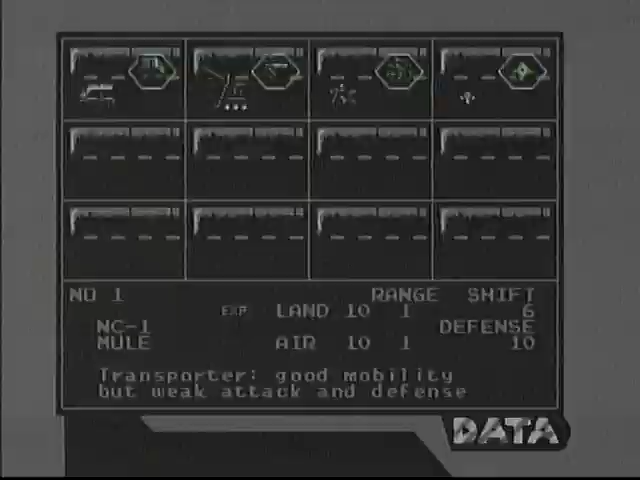 NO 1 RANGE SHIFT
EXP LAND 10 1 6
NC-1 DEFENSE
MULE AIR 10 1 10
Transporter: good mobility
but weak attack and defense
DATA